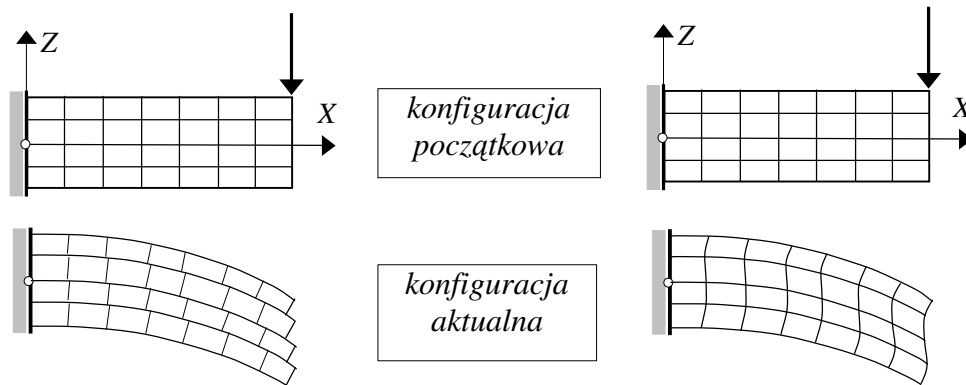 Z
X
konfiguracja
początkowa
Z
X
konfiguracja
aktualna